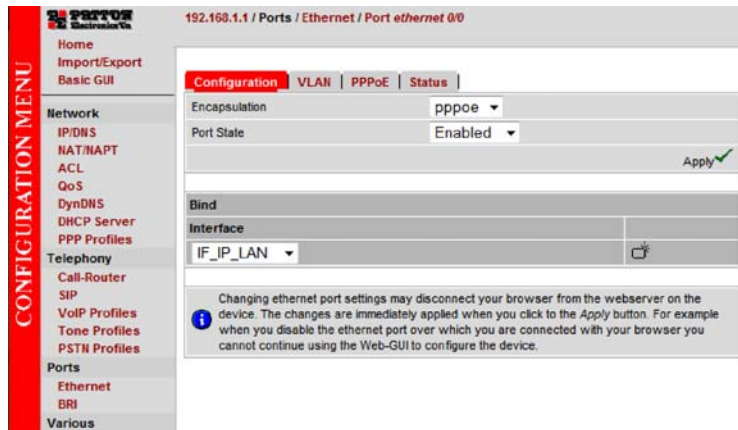 PATTON
Electronics Co.
192.168.1.1 / Ports / Ethernet / Port ethernet 0/0
CONFIGURATION MENU
Home
Import/Export
Basic GUI
Network
IP/DNS
NAT/NAPT
ACL
QoS
DynDNS
DHCP Server
PPP Profiles
Telephony
Call-Router
SIP
VoIP Profiles
Tone Profiles
PSTN Profiles
Ports
Ethernet
BRI
Various
Configuration | VLAN | PPPoE | Status |
Encapsulation pppoe
Port State Enabled
Apply
Bind
Interface
IF_IP_LAN
Changing ethernet port settings may disconnect your browser from the webserver on the
device. The changes are immediately applied when you click to the Apply button. For example
when you disable the ethernet port over which you are connected with your browser you
cannot continue using the Web-GUI to configure the device.